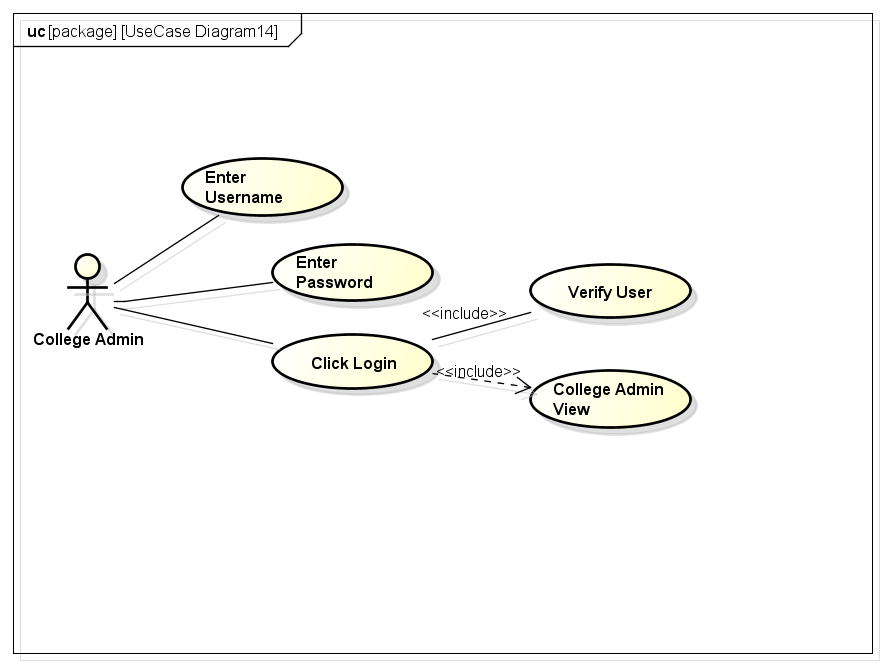 uc [package] [UseCase Diagram14]
Enter
Username
Enter
Password
<<include>>
Verify User
College Admin
Click Login
<<include>>
College Admin
View